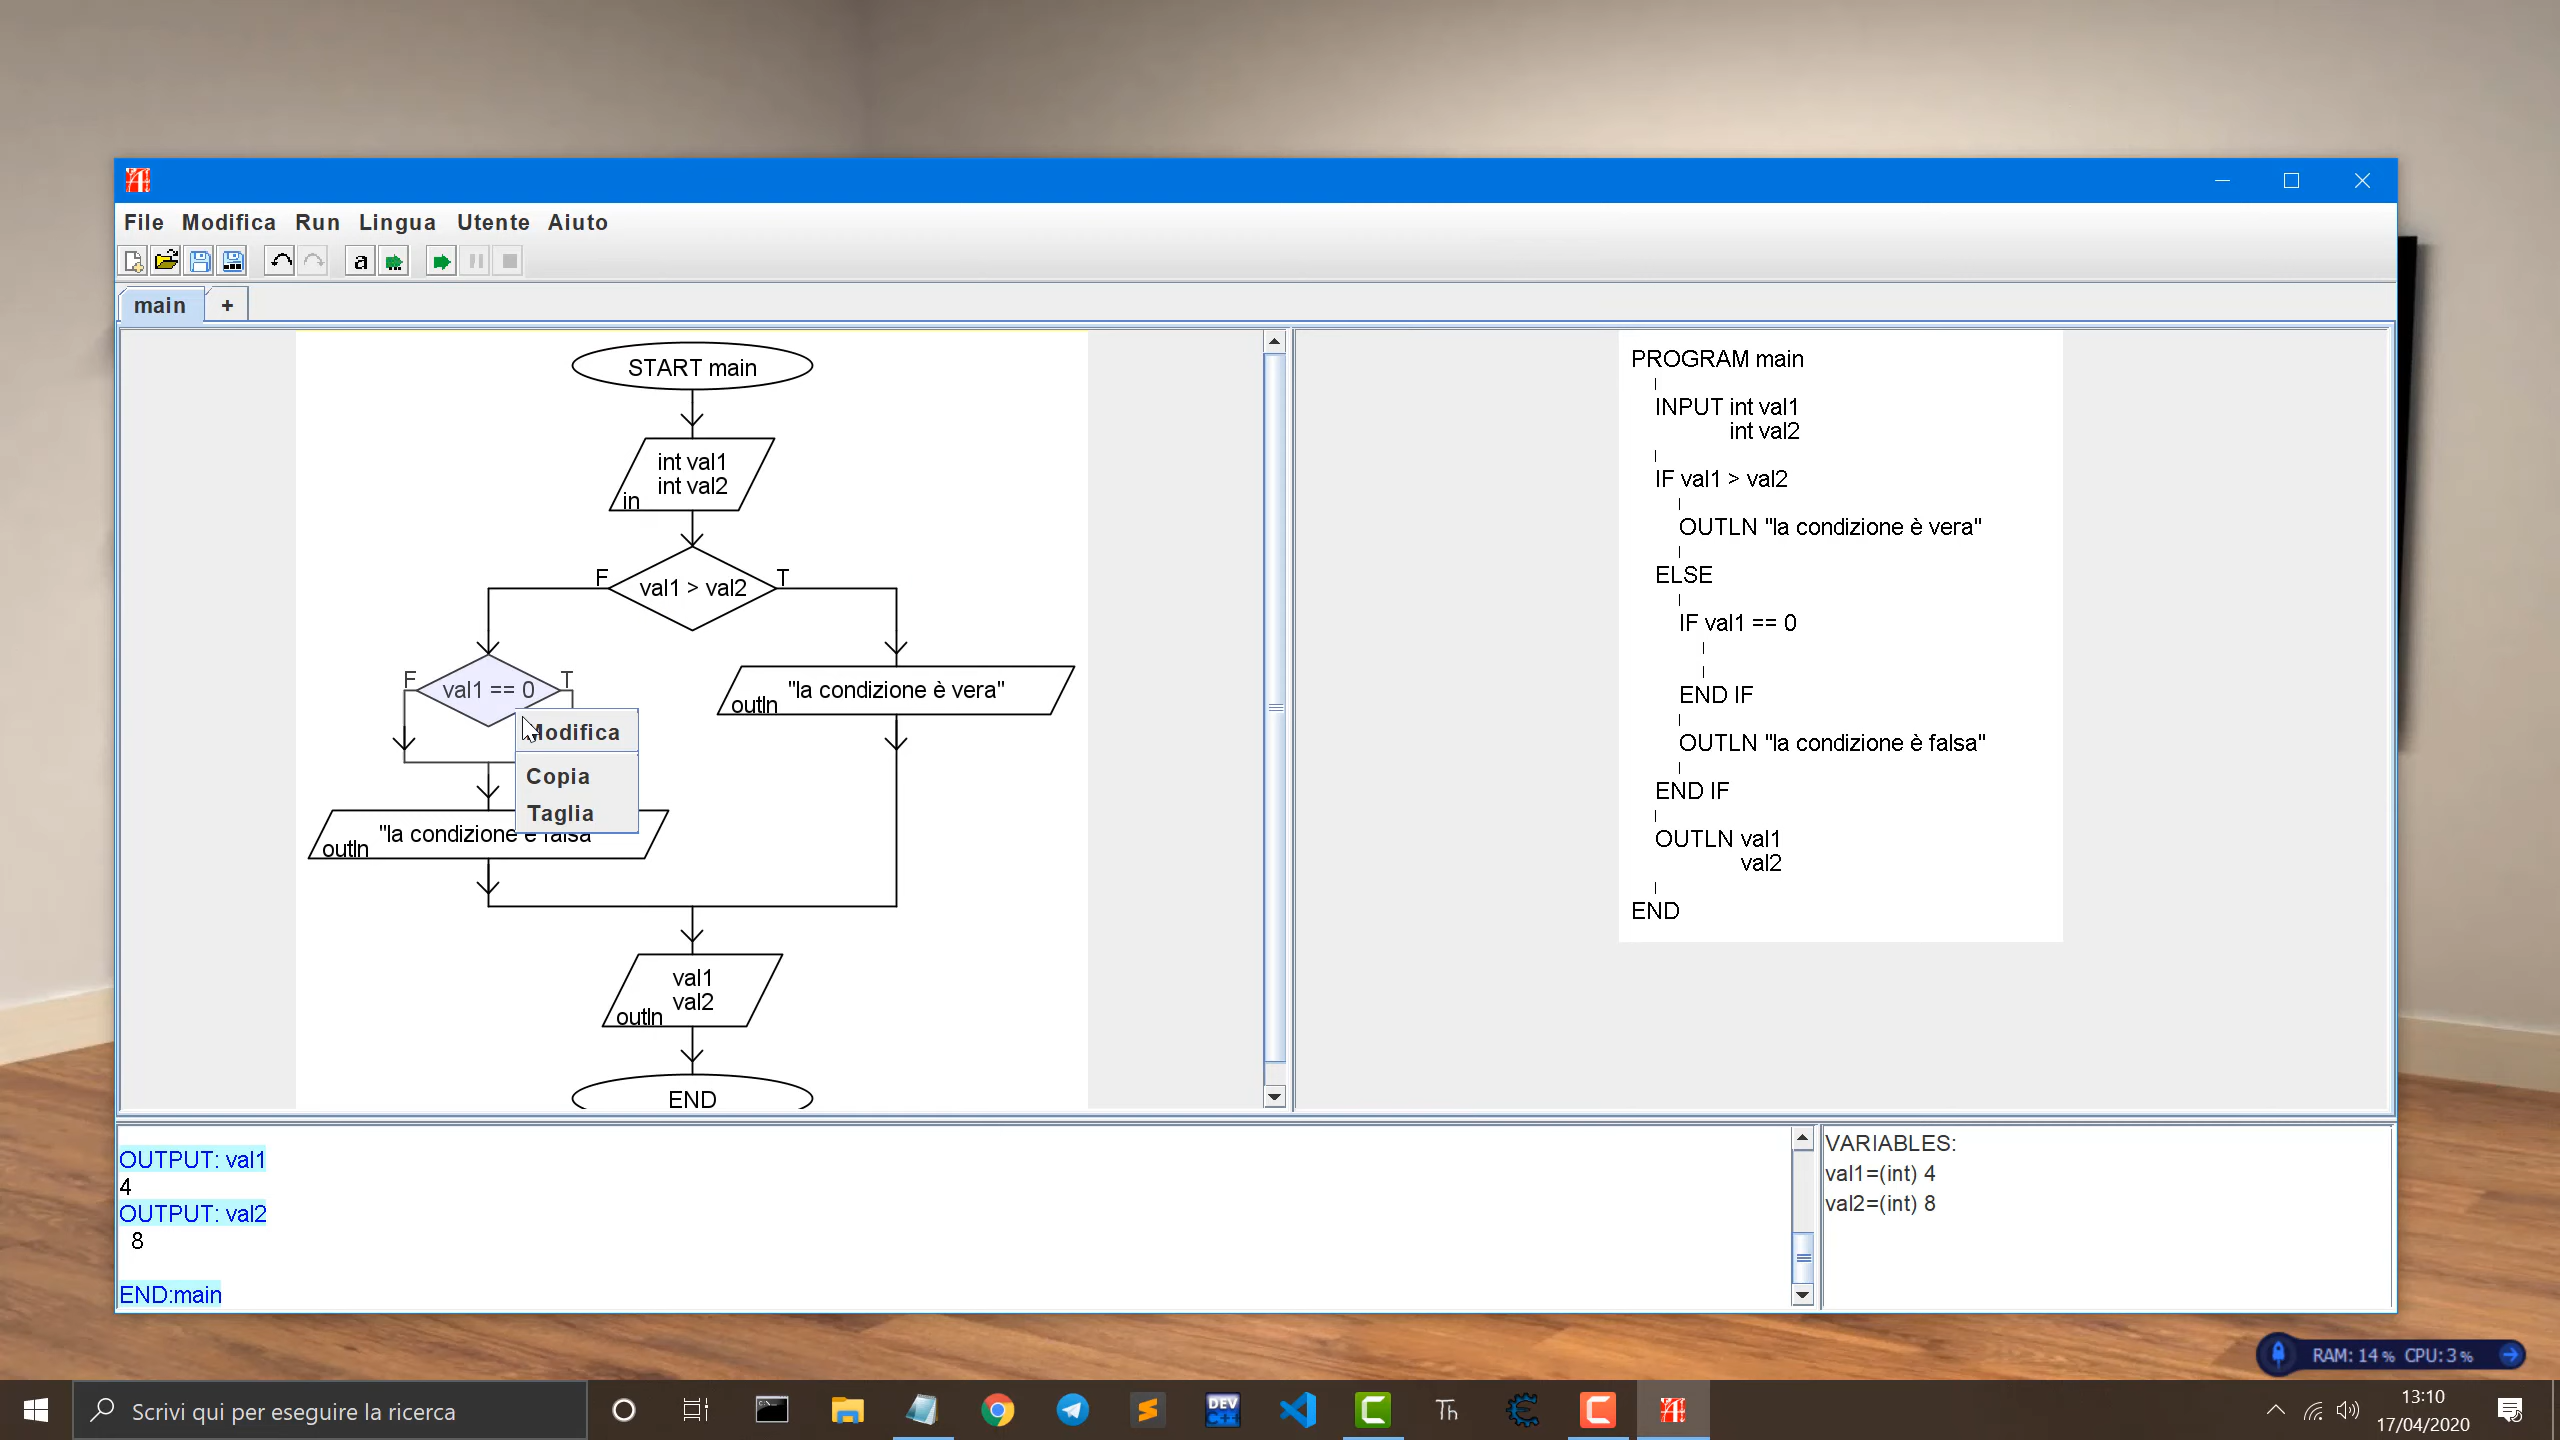 File Modifica Run Lingua Utente Aiuto
a
main +
START main
int val1
int val2
in
F val1 > val2 T
F val1 == 0 T
"la condizione è vera"
outln
Modifica
Copia
Taglia
"la condizione è falsa
outln
val1
val2
outln
END
PROGRAM main
INPUT int val1
int val2
IF val1 > val2
OUTLN "la condizione è vera"
ELSE
IF val1 == 0
END IF
OUTLN "la condizione è falsa"
END IF
OUTLN val1
val2
END
OUTPUT: val1
4
OUTPUT: val2
8
END:main
VARIABLES:
val1=(int) 4
val2=(int) 8
RAM: 14 % CPU: 3 %
Scrivi qui per eseguire la ricerca
DEV
C++
Th
13:10
17/04/2020